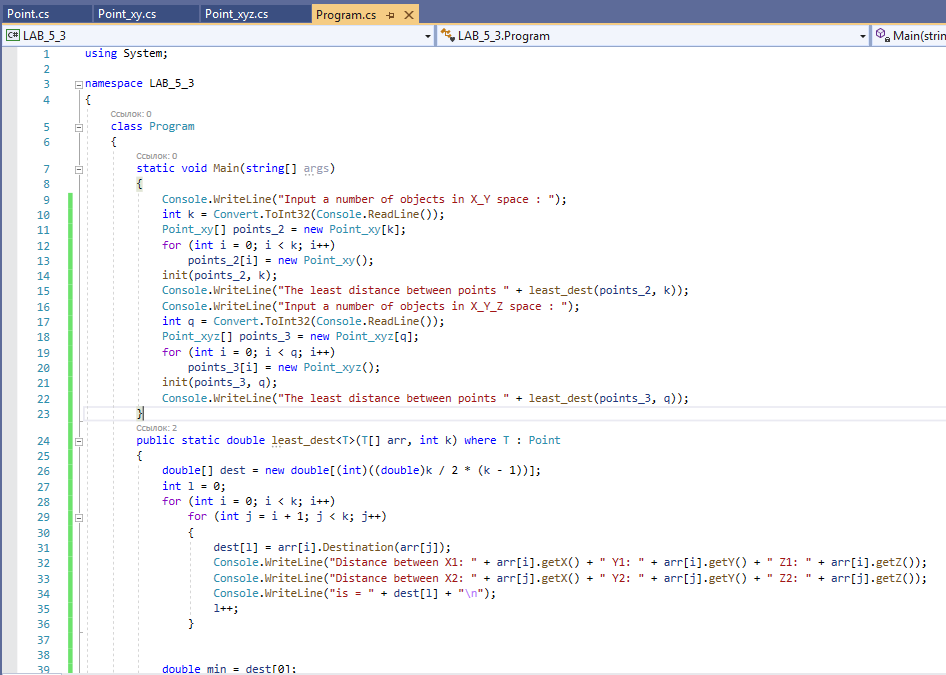 Point.cs Point_xy.cs Point_xyz.cs Program.cs
C# LAB_5_3 LAB_5_3.Program Main(strin
1 using System;
2
3 namespace LAB_5_3
4 {
Ссылок: 0
5 class Program
6 {
Ссылок: 0
7 static void Main(string[] args)
8 {
9 Console.WriteLine("Input a number of objects in X_Y space : ");
10 int k = Convert.ToInt32(Console.ReadLine());
11 Point_xy[] points_2 = new Point_xy[k];
12 for (int i = 0; i < k; i++)
13 points_2[i] = new Point_xy();
14 init(points_2, k);
15 Console.WriteLine("The least distance between points " + least_dest(points_2, k));
16 Console.WriteLine("Input a number of objects in X_Y_Z space : ");
17 int q = Convert.ToInt32(Console.ReadLine());
18 Point_xyz[] points_3 = new Point_xyz[q];
19 for (int i = 0; i < q; i++)
20 points_3[i] = new Point_xyz();
21 init(points_3, q);
22 Console.WriteLine("The least distance between points " + least_dest(points_3, q));
23 }
Ссылок: 2
24 public static double least_dest<T>(T[] arr, int k) where T : Point
25 {
26 double[] dest = new double[(int)((double)k / 2 * (k - 1))];
27 int l = 0;
28 for (int i = 0; i < k; i++)
29 for (int j = i + 1; j < k; j++)
30 {
31 dest[l] = arr[i].Destination(arr[j]);
32 Console.WriteLine("Distance between X1: " + arr[i].getX() + " Y1: " + arr[i].getY() + " Z1: " + arr[i].getZ());
33 Console.WriteLine("Distance between X2: " + arr[j].getX() + " Y2: " + arr[j].getY() + " Z2: " + arr[j].getZ());
34 Console.WriteLine("is = " + dest[l] + "\n");
35 l++;
36 }
37
38
39 double min = dest[0];